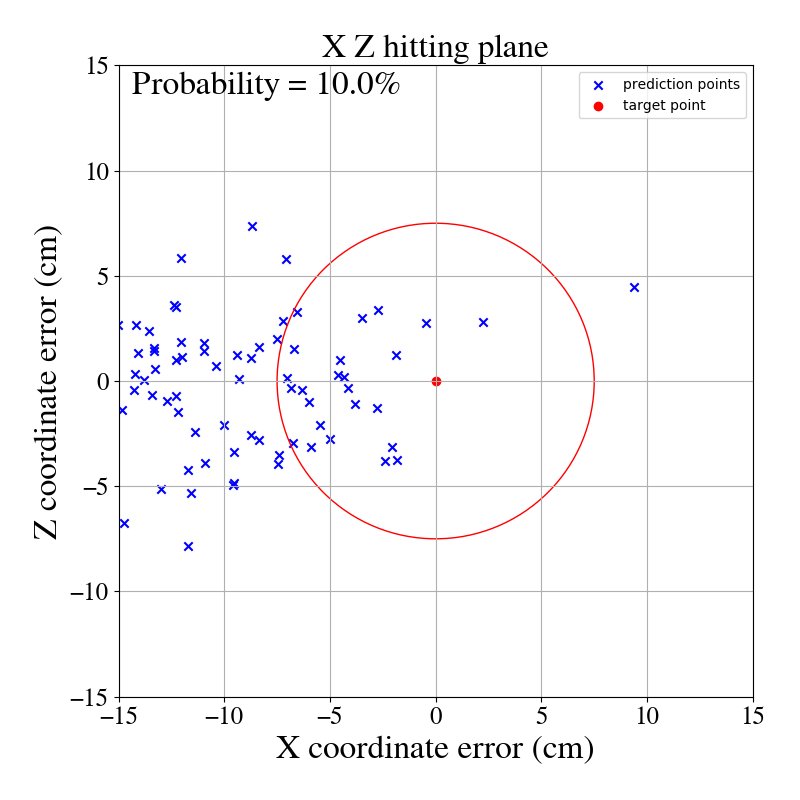 X Z hitting plane
Probability = 10.0%
prediction points
target point
15
10
5
0
−5
−10
−15
Z coordinate error (cm)
−15 −10 −5 0 5 10 15
X coordinate error (cm)